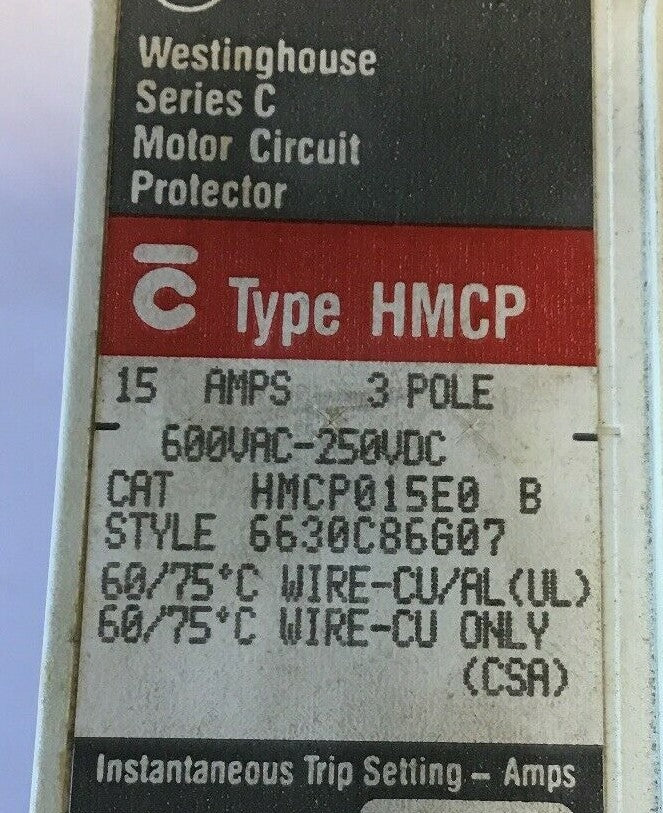 Westinghouse
Series C
Motor Circuit
Protector
C Type HMCP
15 AMPS 3 POLE
600VAC-250VDC
CAT HMCP015E0 B
STYLE 6630C86G07
60/75°C WIRE-CU/AL(UL)
60/75°C WIRE-CU ONLY
(CSA)
Instantaneous Trip Setting – Amps